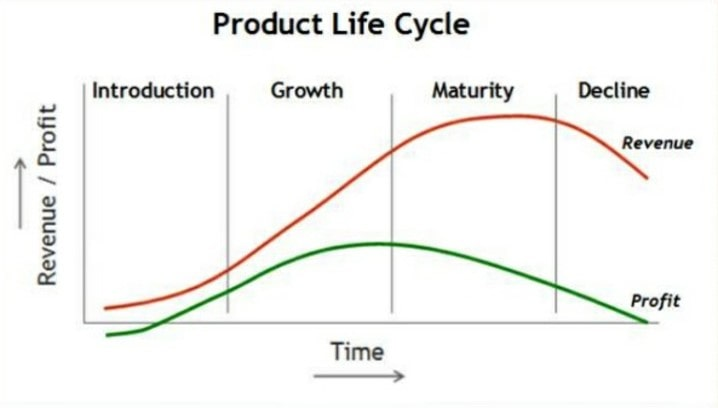 Product Life Cycle
Introduction
Growth
Maturity
Decline
Revenue / Profit
Revenue
Profit
Time